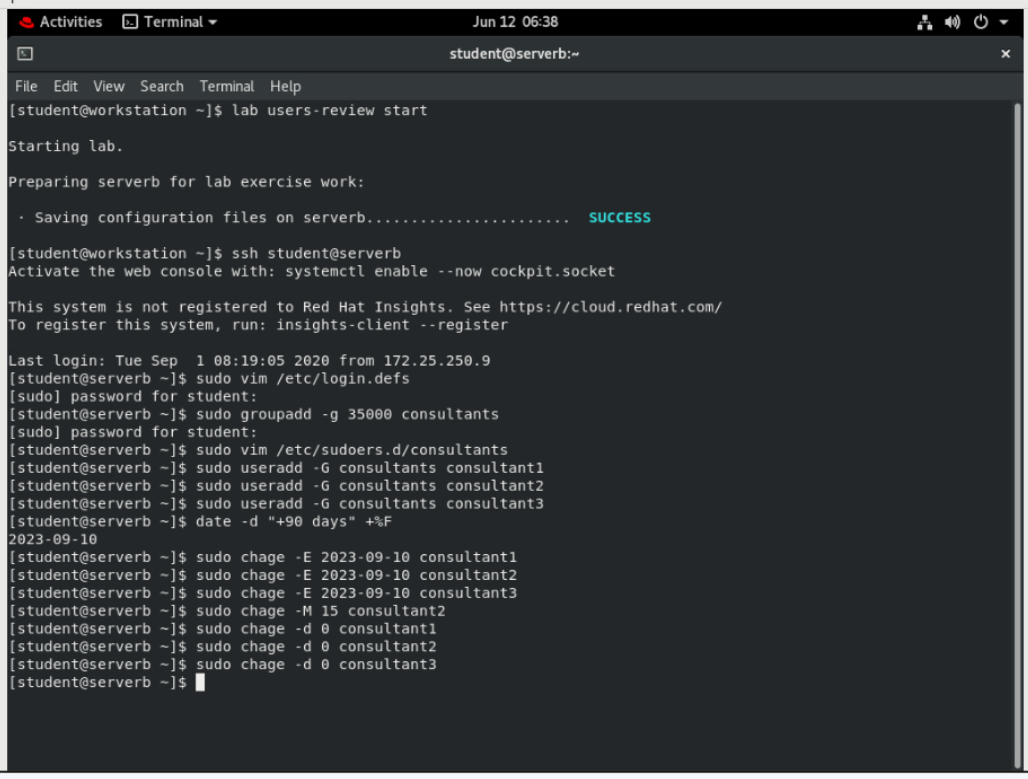 Activities Terminal Jun 12 06:38
student@serverb:~ ×
File Edit View Search Terminal Help
[student@workstation ~]$ lab users-review start
Starting lab.
Preparing serverb for lab exercise work:
· Saving configuration files on serverb....................... SUCCESS
[student@workstation ~]$ ssh student@serverb
Activate the web console with: systemctl enable --now cockpit.socket
This system is not registered to Red Hat Insights. See https://cloud.redhat.com/
To register this system, run: insights-client --register
Last login: Tue Sep  1 08:19:05 2020 from 172.25.250.9
[student@serverb ~]$ sudo vim /etc/login.defs
[sudo] password for student:
[student@serverb ~]$ sudo groupadd -g 35000 consultants
[sudo] password for student:
[student@serverb ~]$ sudo vim /etc/sudoers.d/consultants
[student@serverb ~]$ sudo useradd -G consultants consultant1
[student@serverb ~]$ sudo useradd -G consultants consultant2
[student@serverb ~]$ sudo useradd -G consultants consultant3
[student@serverb ~]$ date -d "+90 days" +%F
2023-09-10
[student@serverb ~]$ sudo chage -E 2023-09-10 consultant1
[student@serverb ~]$ sudo chage -E 2023-09-10 consultant2
[student@serverb ~]$ sudo chage -E 2023-09-10 consultant3
[student@serverb ~]$ sudo chage -M 15 consultant2
[student@serverb ~]$ sudo chage -d 0 consultant1
[student@serverb ~]$ sudo chage -d 0 consultant2
[student@serverb ~]$ sudo chage -d 0 consultant3
[student@serverb ~]$